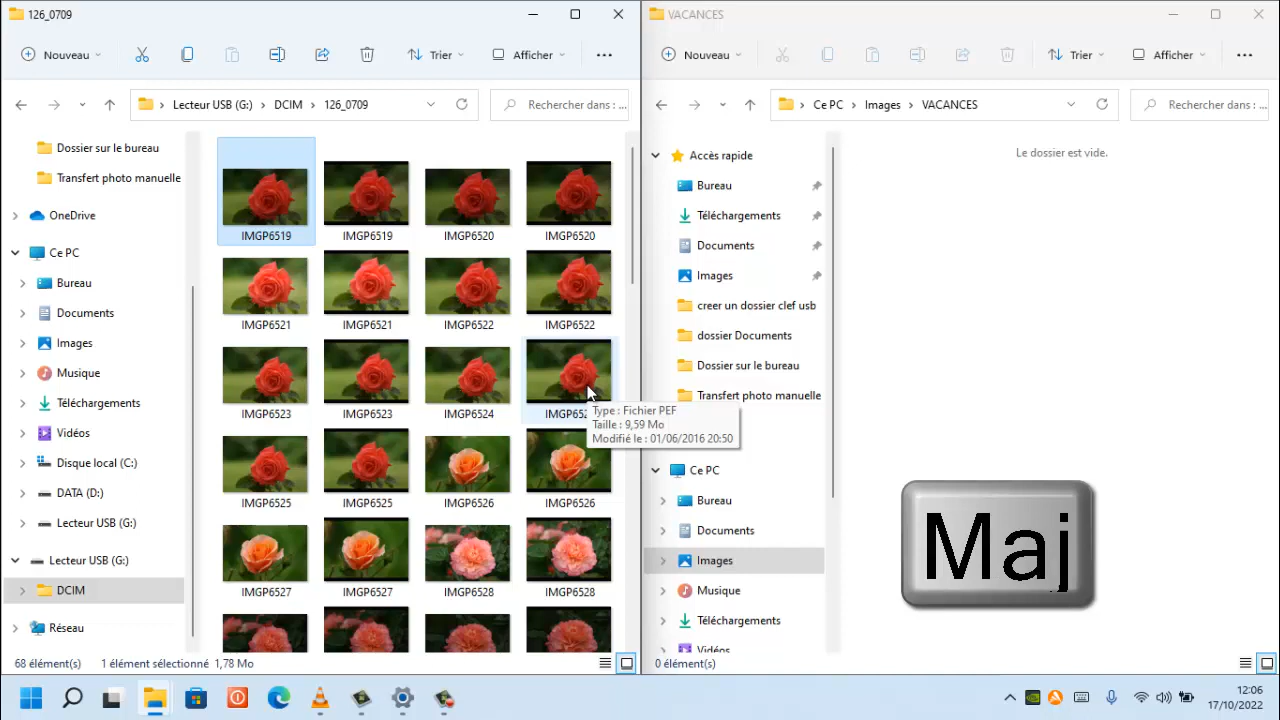 126_0709
Nouveau
Trier
Afficher
Lecteur USB (G:) > DCIM > 126_0709
Rechercher dans : ...
Dossier sur le bureau
Transfert photo manuelle
OneDrive
Ce PC
Bureau
Documents
Images
Musique
Téléchargements
Vidéos
Disque local (C:)
DATA (D:)
Lecteur USB (G:)
Lecteur USB (G:)
DCIM
Réseau
IMGP6519 IMGP6519 IMGP6520 IMGP6520
IMGP6521 IMGP6521 IMGP6522 IMGP6522
IMGP6523 IMGP6523 IMGP6524
Type : Fichier PEF
Taille : 9,59 Mo
Modifié le : 01/06/2016 20:50
IMGP6525 IMGP6525 IMGP6526 IMGP6526
IMGP6527 IMGP6527 IMGP6528 IMGP6528
68 élément(s) 1 élément sélectionné 1,78 Mo
VACANCES
Nouveau
Trier
Afficher
Ce PC > Images > VACANCES
Rechercher dans : ...
Accès rapide
Bureau
Téléchargements
Documents
Images
creer un dossier clef usb
dossier Documents
Dossier sur le bureau
Transfert photo manuelle
Ce PC
Bureau
Documents
Images
Musique
Téléchargements
Vidéos
Le dossier est vide.
Maj
0 élément(s)
12:06
17/10/2022